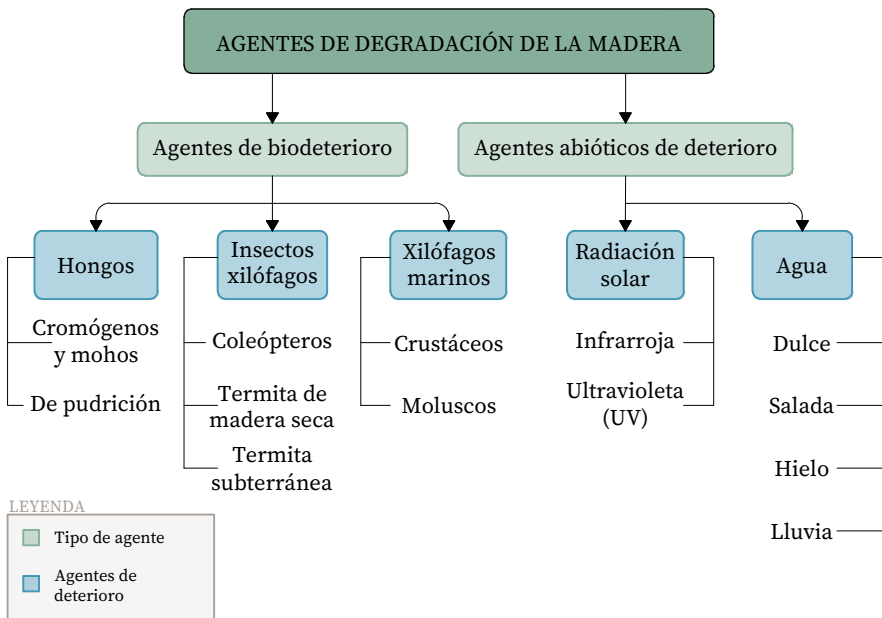 AGENTES DE DEGRADACIÓN DE LA MADERA
Agentes de biodeterioro
Agentes abióticos de deterioro
Hongos
Insectos
xilófagos
Xilófagos
marinos
Radiación
solar
Agua
Cromógenos
y mohos
De pudrición
Coleópteros
Termita de
madera seca
Termita
subterránea
Crustáceos
Moluscos
Infrarroja
Ultravioleta
(UV)
Dulce
Salada
Hielo
Lluvia
LEYENDA
Tipo de agente
Agentes de
deterioro